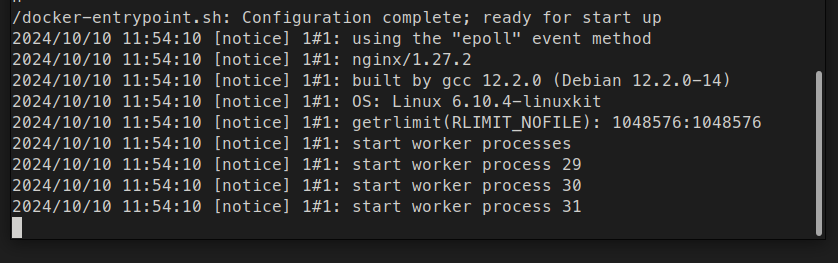 /docker-entrypoint.sh: Configuration complete; ready for start up
2024/10/10 11:54:10 [notice] 1#1: using the "epoll" event method
2024/10/10 11:54:10 [notice] 1#1: nginx/1.27.2
2024/10/10 11:54:10 [notice] 1#1: built by gcc 12.2.0 (Debian 12.2.0-14)
2024/10/10 11:54:10 [notice] 1#1: OS: Linux 6.10.4-linuxkit
2024/10/10 11:54:10 [notice] 1#1: getrlimit(RLIMIT_NOFILE): 1048576:1048576
2024/10/10 11:54:10 [notice] 1#1: start worker processes
2024/10/10 11:54:10 [notice] 1#1: start worker process 29
2024/10/10 11:54:10 [notice] 1#1: start worker process 30
2024/10/10 11:54:10 [notice] 1#1: start worker process 31